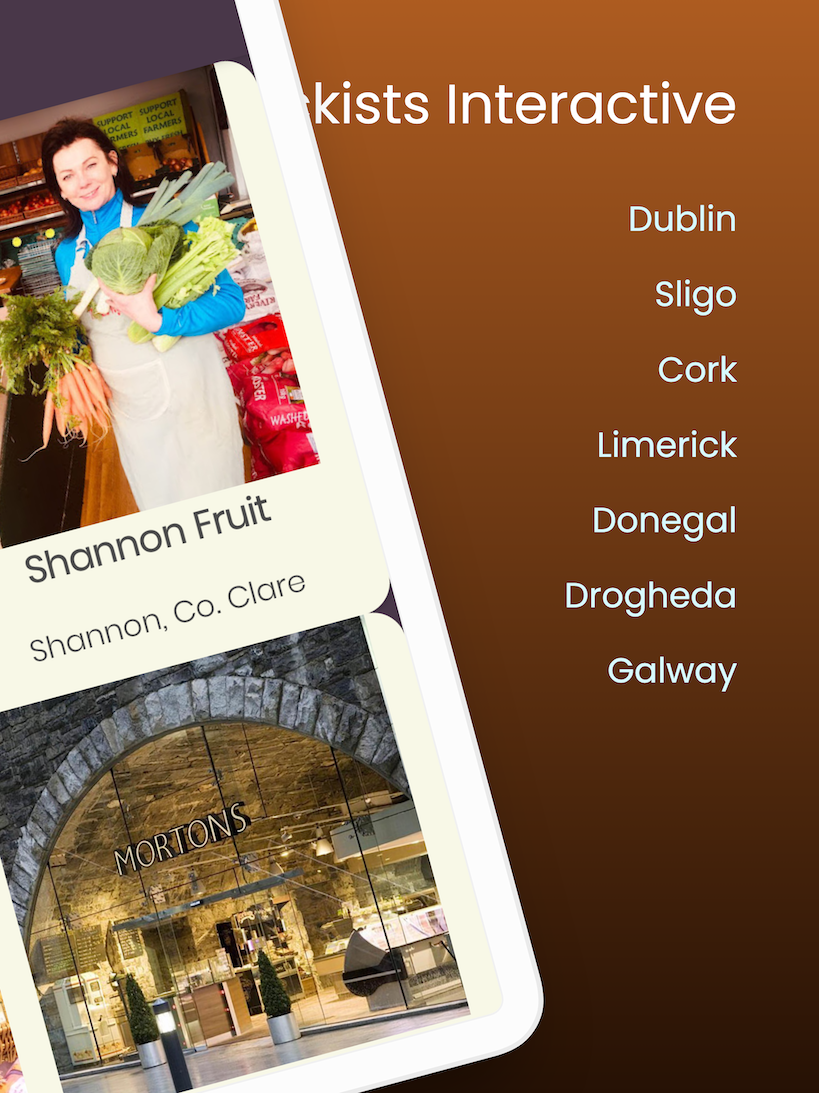 kists Interactive
Dublin
Sligo
Cork
Limerick
Donegal
Drogheda
Galway
SUPPORT
LOCAL
FARMERS
SUPPORT
LOCAL
FARMERS
WASHED
Shannon Fruit
Shannon, Co. Clare
MORTONS